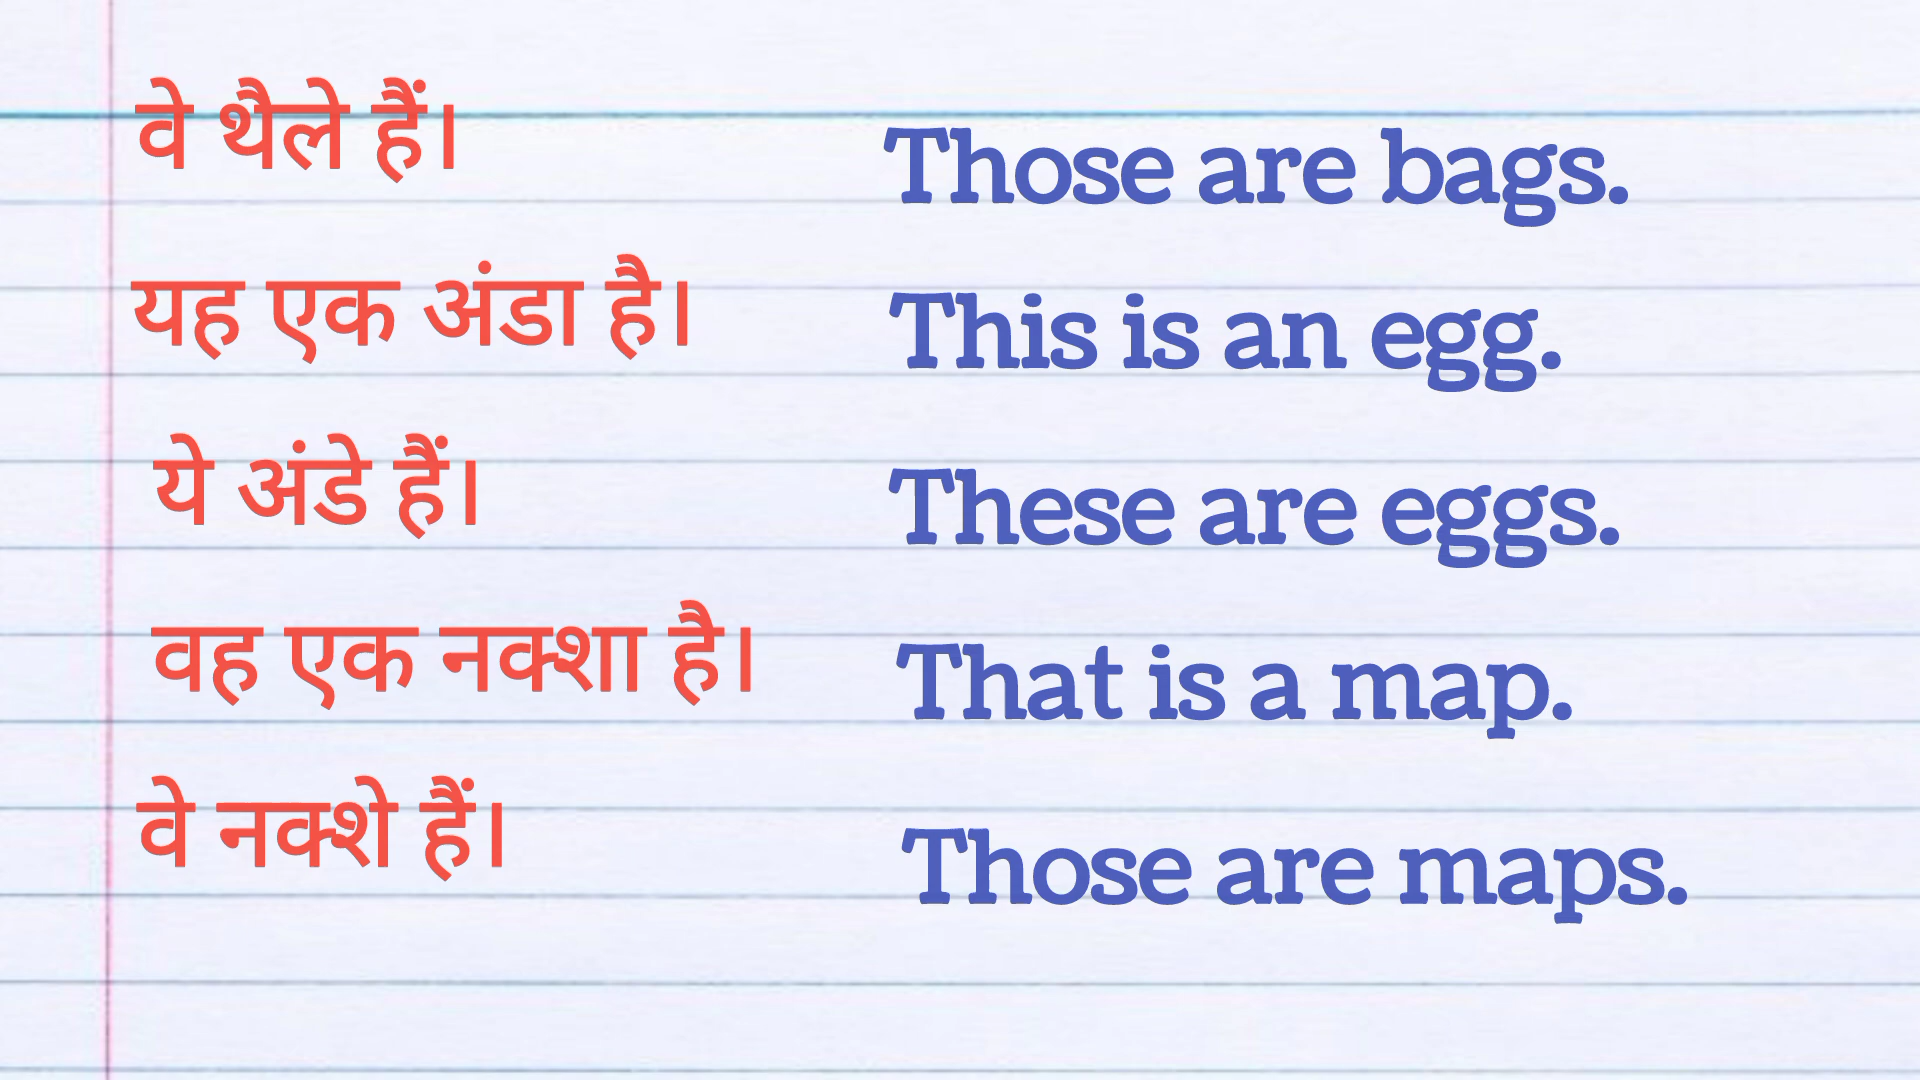 वे थैले हैं। Those are bags.
यह एक अंडा है। This is an egg.
ये अंडे हैं। These are eggs.
वह एक नक्शा है। That is a map.
वे नक्शे हैं। Those are maps.